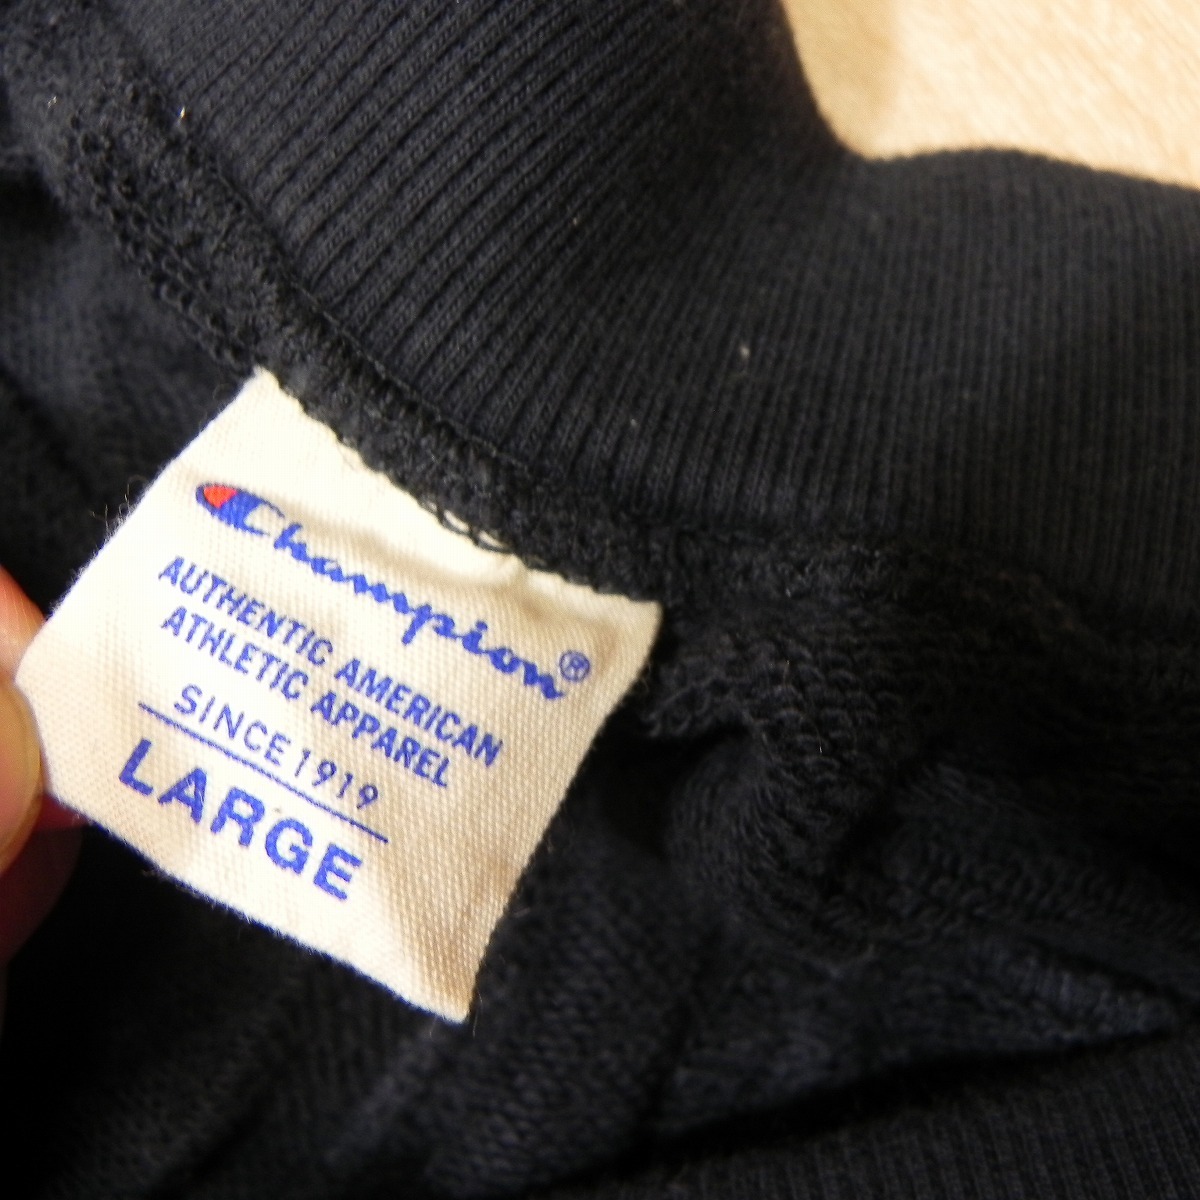 Champion®
AUTHENTIC AMERICAN
ATHLETIC APPAREL
SINCE 1919
LARGE